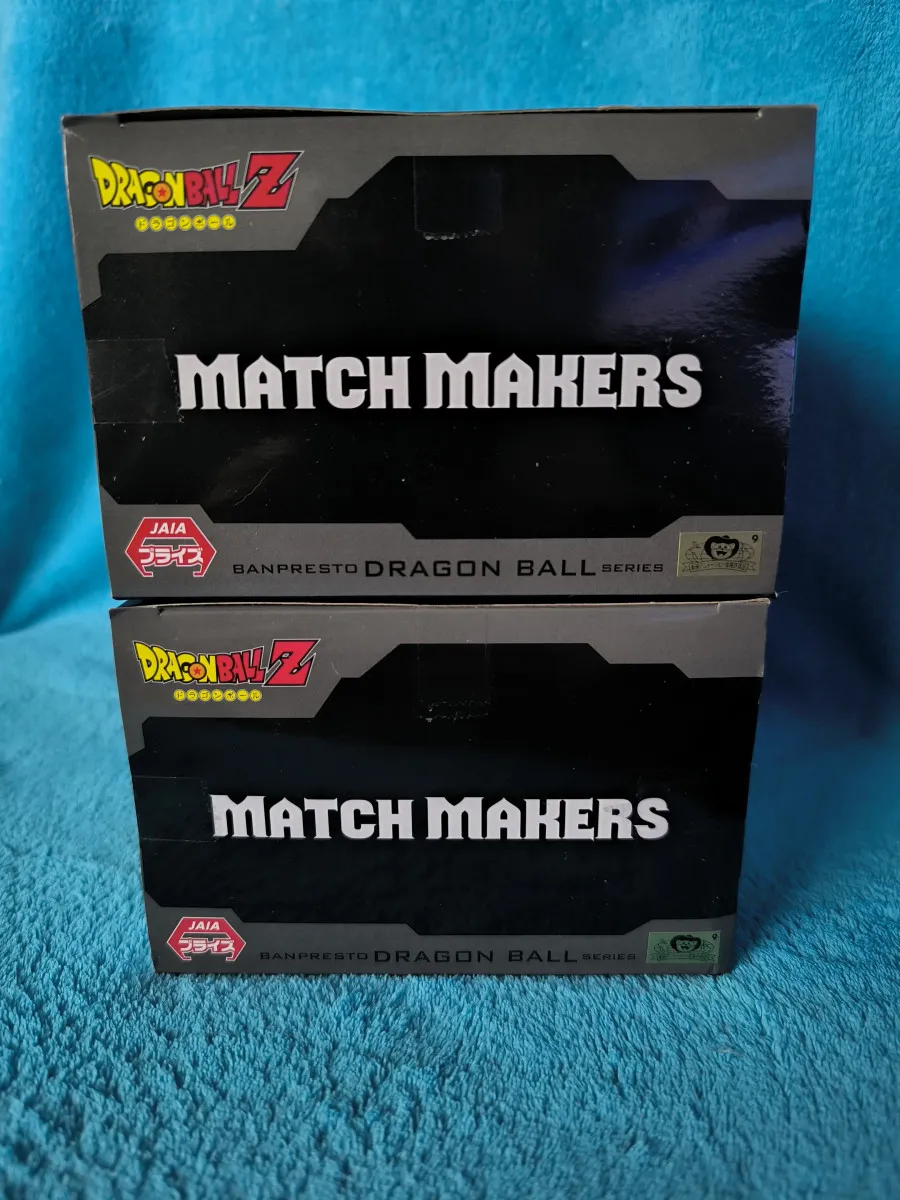 DRAGON BALL Z
ドラゴンボール
MATCH MAKERS
JAIA
プライズ
BANPRESTO DRAGON BALL SERIES
9
DRAGON BALL Z
ドラゴンボール
MATCH MAKERS
JAIA
プライズ
BANPRESTO DRAGON BALL SERIES
9